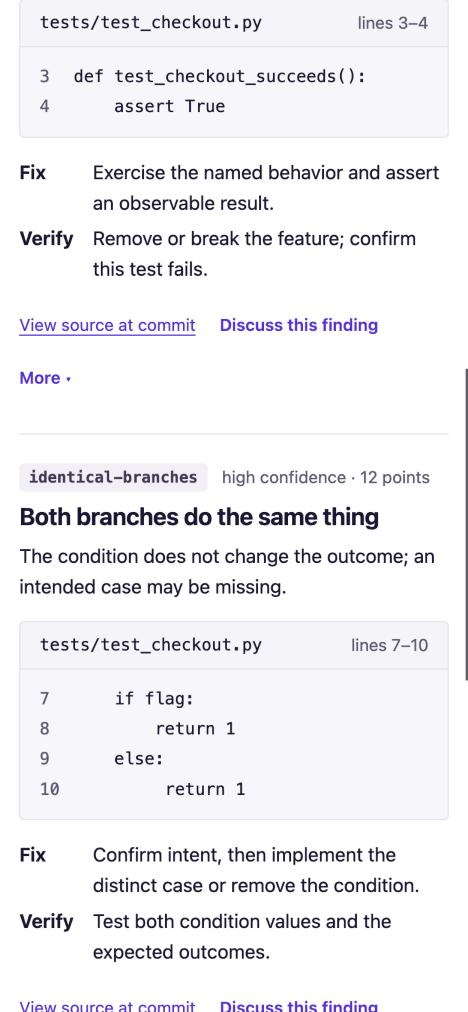 tests/test_checkout.py lines 3–4
3 def test_checkout_succeeds():
4     assert True
Fix Exercise the named behavior and assert
an observable result.
Verify Remove or break the feature; confirm
this test fails.
View source at commit Discuss this finding
More ▾
identical-branches high confidence · 12 points
Both branches do the same thing
The condition does not change the outcome; an
intended case may be missing.
tests/test_checkout.py lines 7–10
7     if flag:
8         return 1
9     else:
10         return 1
Fix Confirm intent, then implement the
distinct case or remove the condition.
Verify Test both condition values and the
expected outcomes.
View source at commit Discuss this finding